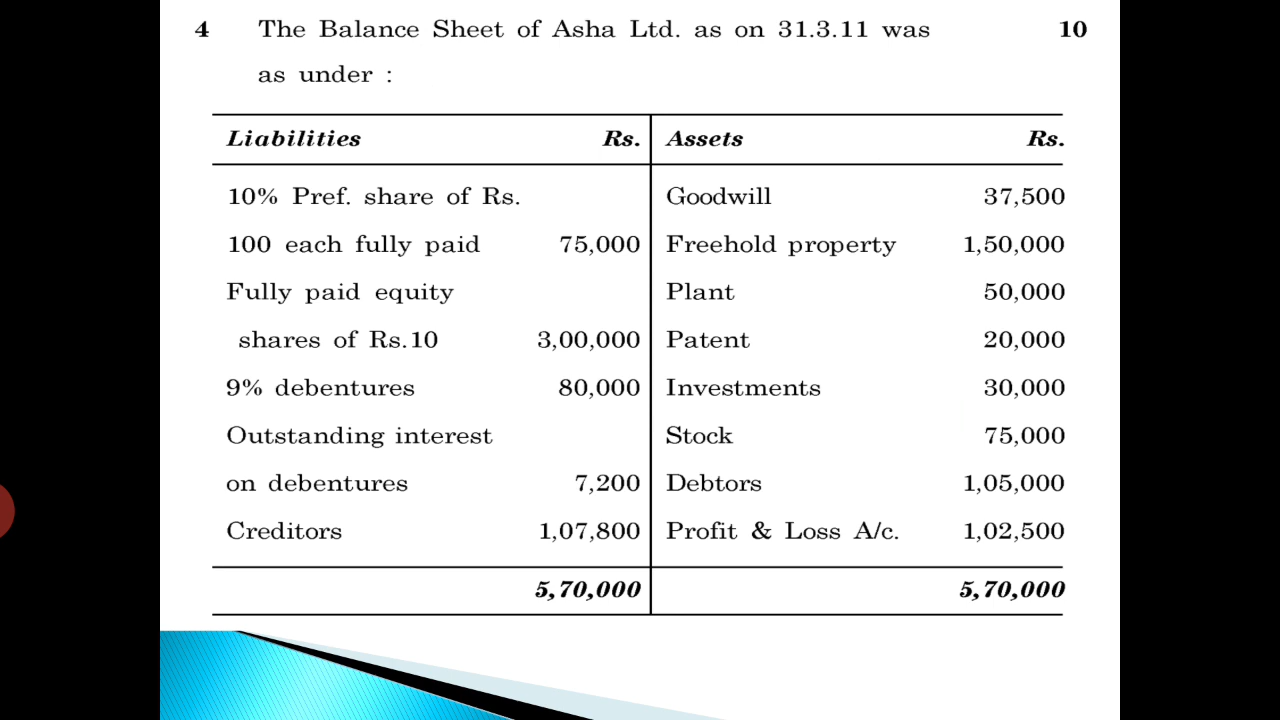 4 The Balance Sheet of Asha Ltd. as on 31.3.11 was 10
as under :
Liabilities Rs. Assets Rs.
10% Pref. share of Rs. Goodwill 37,500
100 each fully paid 75,000 Freehold property 1,50,000
Fully paid equity Plant 50,000
shares of Rs.10 3,00,000 Patent 20,000
9% debentures 80,000 Investments 30,000
Outstanding interest Stock 75,000
on debentures 7,200 Debtors 1,05,000
Creditors 1,07,800 Profit & Loss A/c. 1,02,500
5,70,000 5,70,000